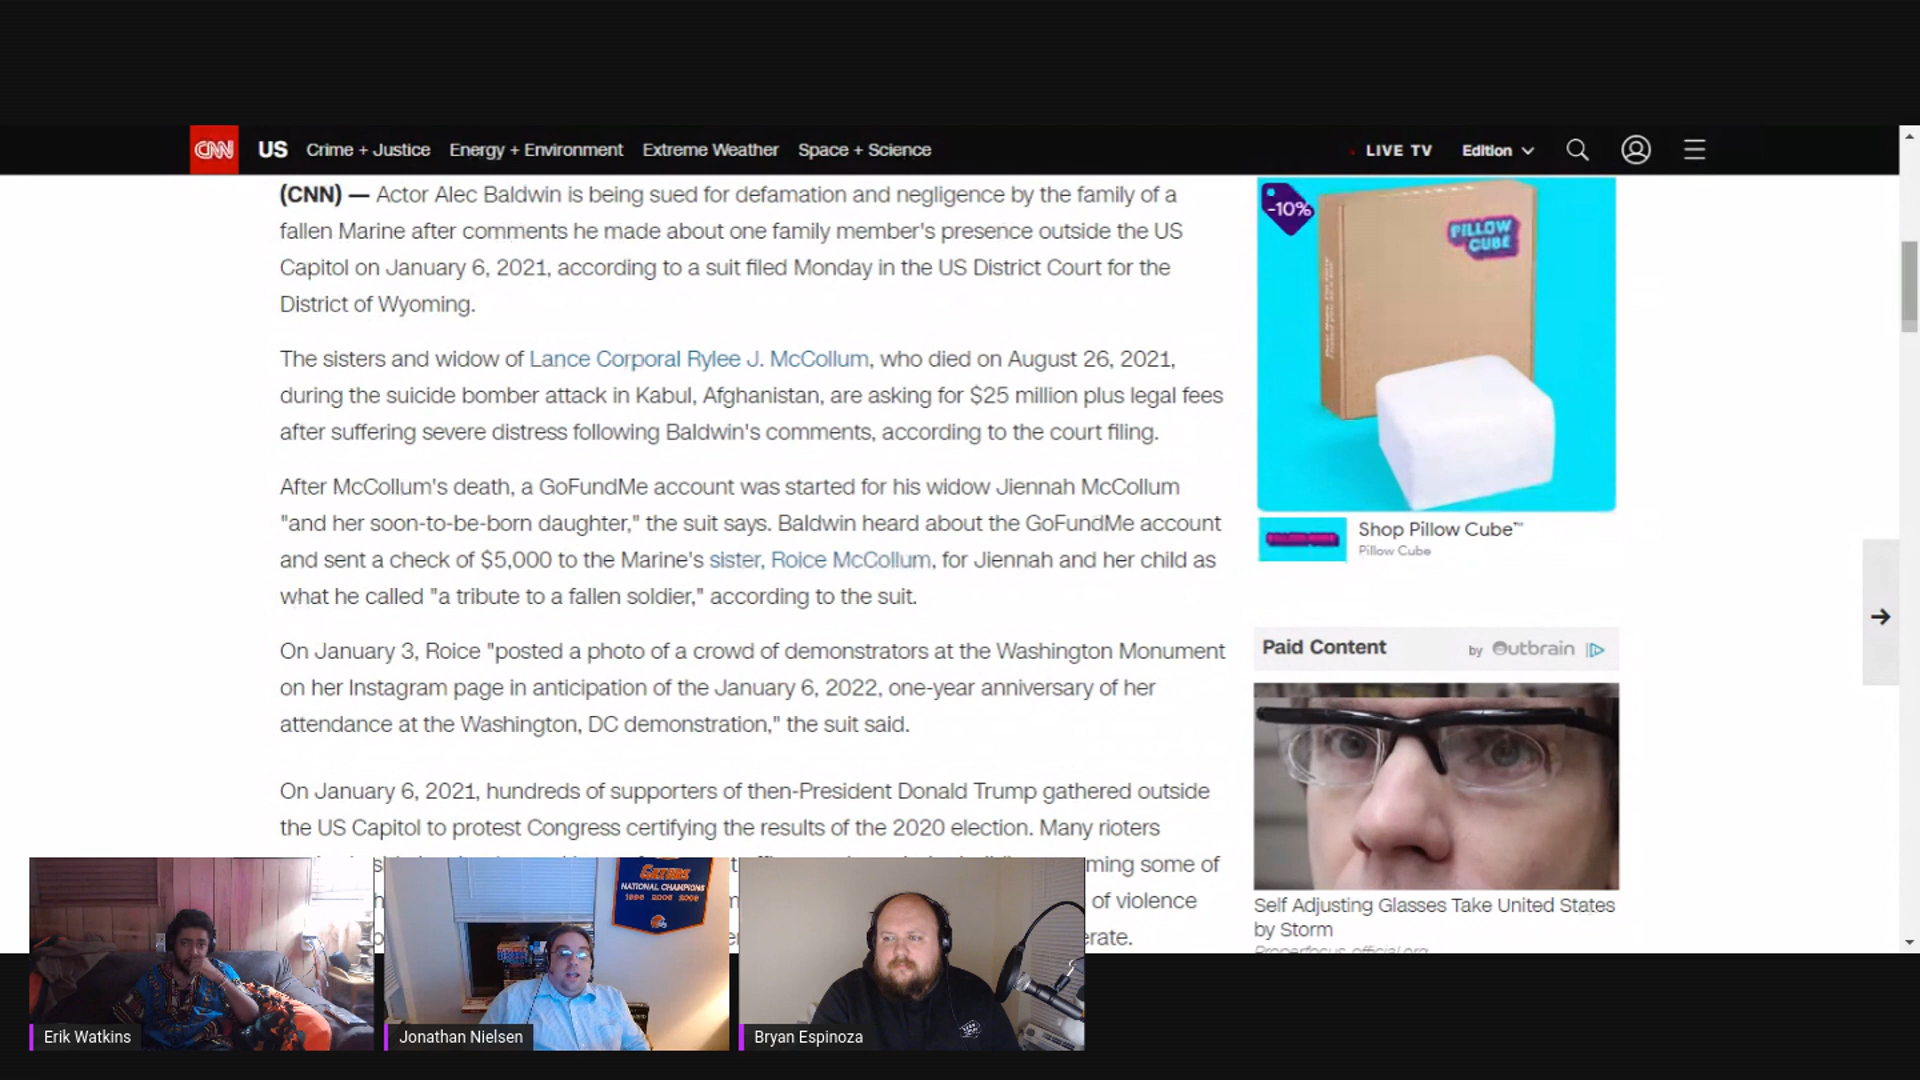 CNN US Crime + Justice Energy + Environment Extreme Weather Space + Science LIVE TV Edition
(CNN) — Actor Alec Baldwin is being sued for defamation and negligence by the family of a
fallen Marine after comments he made about one family member's presence outside the US
Capitol on January 6, 2021, according to a suit filed Monday in the US District Court for the
District of Wyoming.
The sisters and widow of Lance Corporal Rylee J. McCollum, who died on August 26, 2021,
during the suicide bomber attack in Kabul, Afghanistan, are asking for $25 million plus legal fees
after suffering severe distress following Baldwin's comments, according to the court filing.
After McCollum's death, a GoFundMe account was started for his widow Jiennah McCollum
"and her soon-to-be-born daughter," the suit says. Baldwin heard about the GoFundMe account
and sent a check of $5,000 to the Marine's sister, Roice McCollum, for Jiennah and her child as
what he called "a tribute to a fallen soldier," according to the suit.
On January 3, Roice "posted a photo of a crowd of demonstrators at the Washington Monument
on her Instagram page in anticipation of the January 6, 2022, one-year anniversary of her
attendance at the Washington, DC demonstration," the suit said.
On January 6, 2021, hundreds of supporters of then-President Donald Trump gathered outside
the US Capitol to protest Congress certifying the results of the 2020 election. Many rioters
some of
of violence
-10%
PILLOW
CUBE
Shop Pillow Cube™
Pillow Cube
Paid Content by Outbrain
Self Adjusting Glasses Take United States
by Storm
Properfocus.official.org
GATORS
NATIONAL CHAMPIONS
1996 2006 2008
Erik Watkins
Jonathan Nielsen
Bryan Espinoza